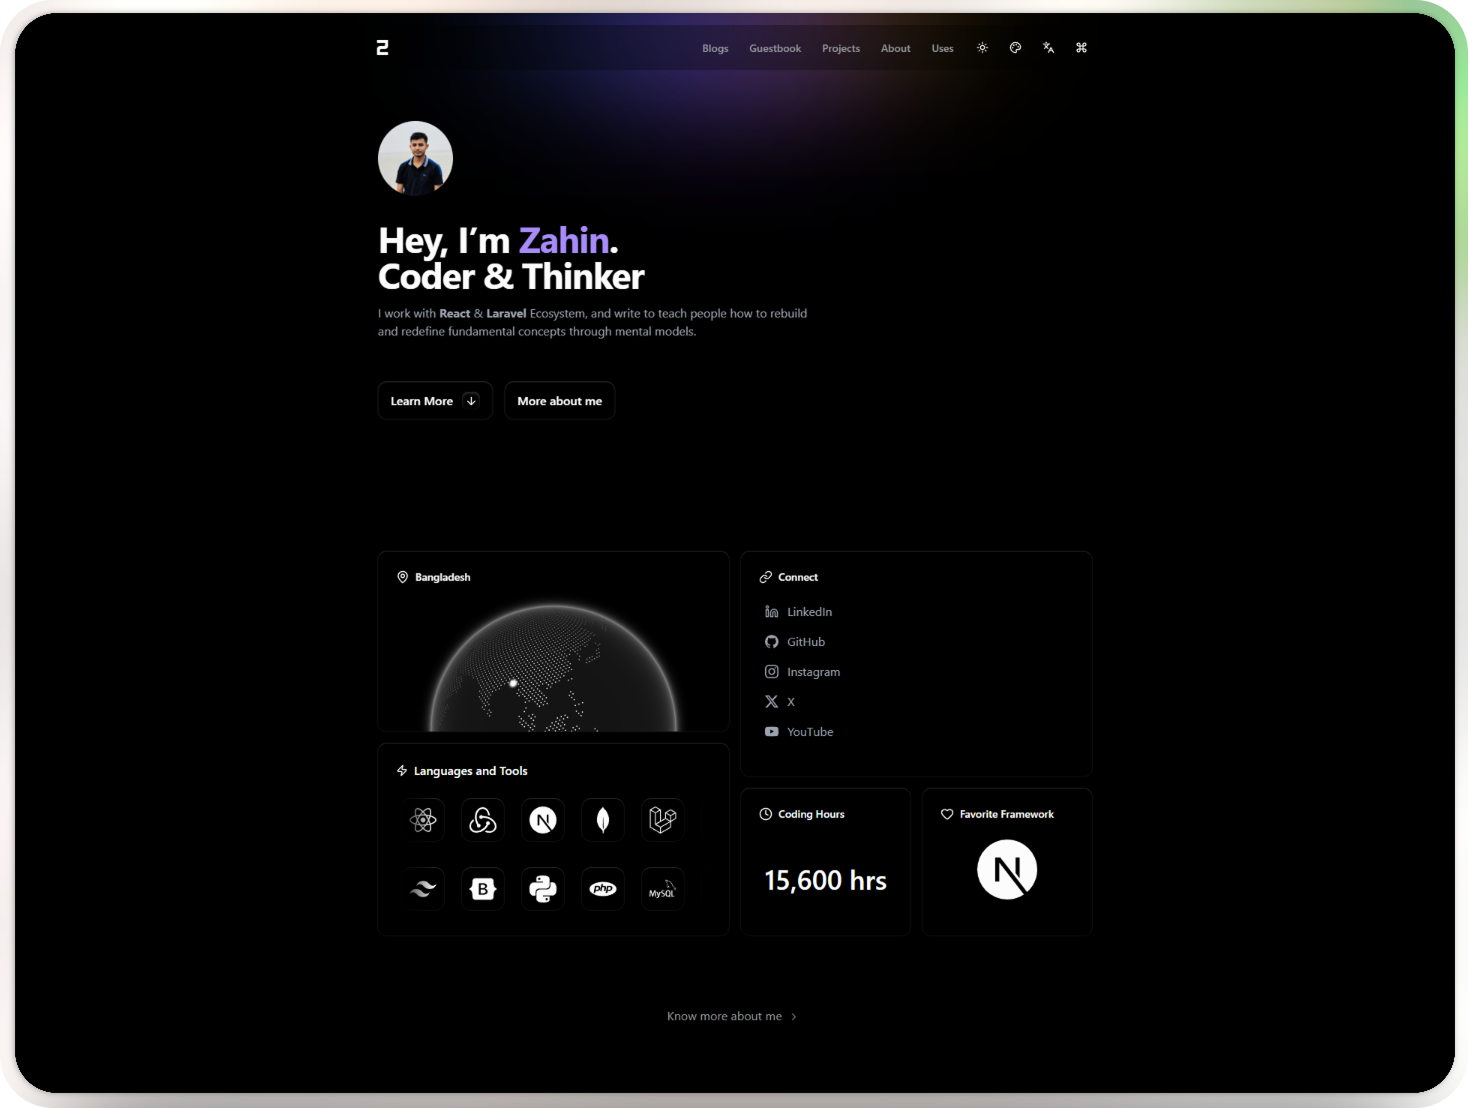 Blogs Guestbook Projects About Uses
Hey, I’m Zahin.
Coder & Thinker
I work with React & Laravel Ecosystem, and write to teach people how to rebuild
and redefine fundamental concepts through mental models.
Learn More
More about me
Bangladesh
Connect
LinkedIn
GitHub
Instagram
X
YouTube
Languages and Tools
N
B
php
MySQL
Coding Hours
15,600 hrs
Favorite Framework
N
Know more about me